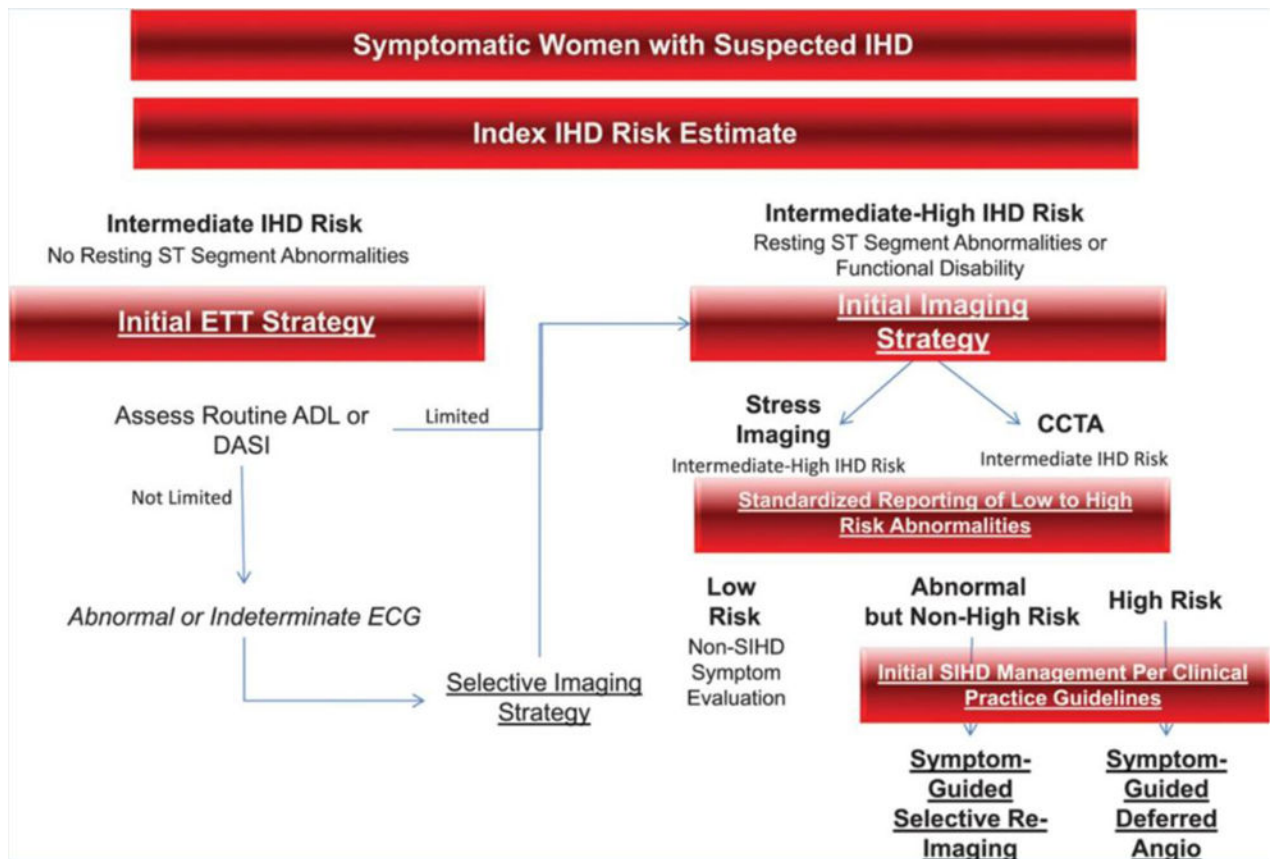 Symptomatic Women with Suspected IHD
Index IHD Risk Estimate
Intermediate IHD Risk
No Resting ST Segment Abnormalities
Initial ETT Strategy
Assess Routine ADL or
DASI
Limited
Not Limited
Abnormal or Indeterminate ECG
Selective Imaging
Strategy
Intermediate-High IHD Risk
Resting ST Segment Abnormalities or
Functional Disability
Initial Imaging
Strategy
Stress
Imaging
Intermediate-High IHD Risk
CCTA
Intermediate IHD Risk
Standardized Reporting of Low to High
Risk Abnormalities
Low
Risk
Non-SIHD
Symptom
Evaluation
Abnormal
but Non-High Risk
High Risk
Initial SIHD Management Per Clinical
Practice Guidelines
Symptom-
Guided
Selective Re-
Imaging
Symptom-
Guided
Deferred
Angio